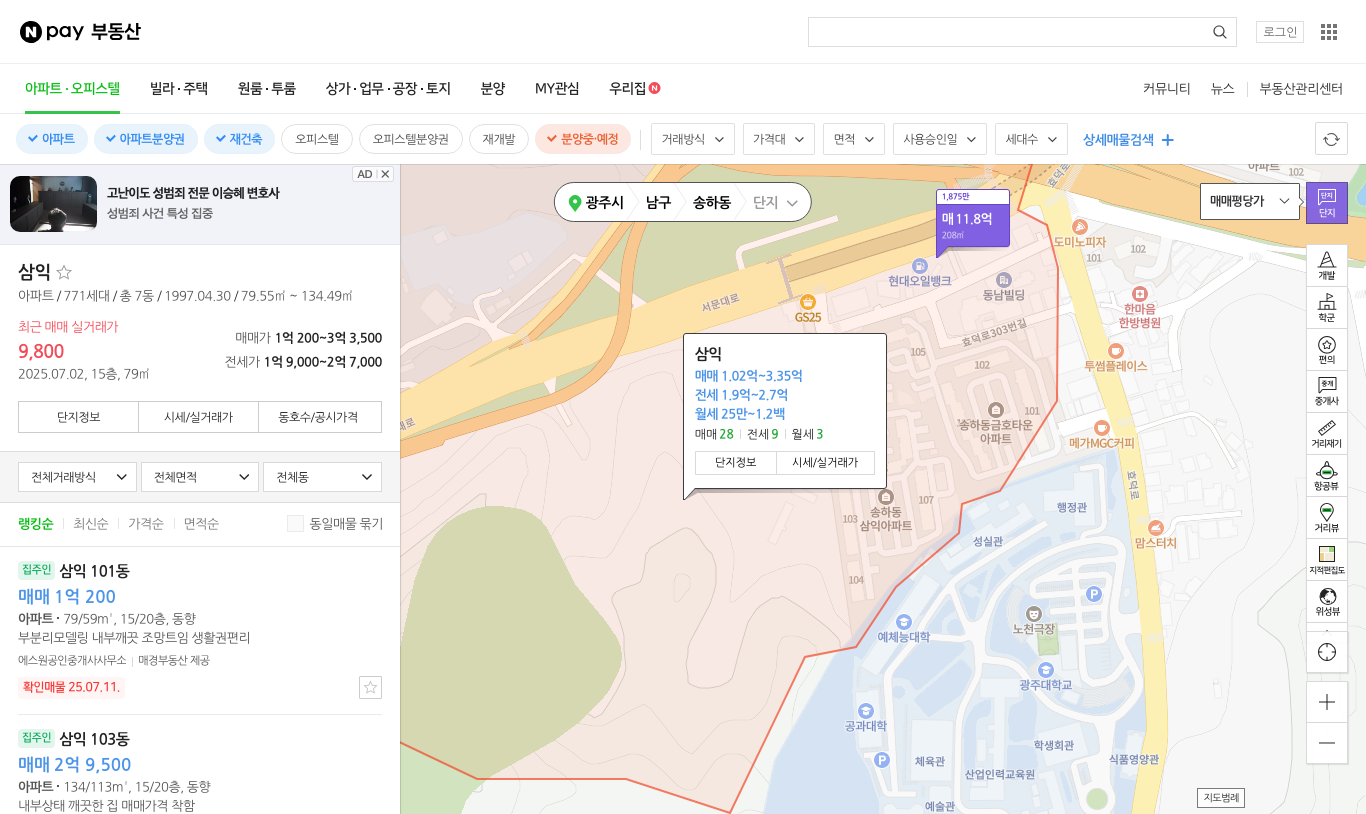 N pay 부동산
로그인
아파트·오피스텔 빌라·주택 원룸·투룸 상가·업무·공장·토지 분양 MY관심 우리집 N
커뮤니티 뉴스 부동산관리센터
아파트 아파트분양권 재건축 오피스텔 오피스텔분양권 재개발 분양중·예정 거래방식 가격대 면적 사용승인일 세대수 상세매물검색
AD
고난이도 성범죄 전문 이승혜 변호사
성범죄 사건 특성 집중
삼익
아파트 / 771세대 / 총 7동 / 1997.04.30 / 79.55㎡ ~ 134.49㎡
최근 매매 실거래가
9,800
2025.07.02, 15층, 79㎡
매매가 1억 200~3억 3,500
전세가 1억 9,000~2억 7,000
단지정보 시세/실거래가 동호수/공시가격
전체거래방식 전체면적 전체동
랭킹순 최신순 가격순 면적순 동일매물 묶기
집주인 삼익 101동
매매 1억 200
아파트 · 79/59㎡, 15/20층, 동향
부분리모델링 내부깨끗 조망트임 생활권편리
에스원공인중개사사무소 매경부동산 제공
확인매물 25.07.11.
집주인 삼익 103동
매매 2억 9,500
아파트 · 134/113㎡, 15/20층, 동향
내부상태 깨끗한 집 매매가격 착함
광주시 남구 송하동 단지
1,875만
매 11.8억
208㎡
매매평당가
단지
단지
아파트 102
효덕로
도미노피자
101
102
현대오일뱅크
동남빌딩
한마음
한방병원
서문대로
GS25
효덕로303번길
105
102
투썸플레이스
삼익
매매 1.02억~3.35억
전세 1.9억~2.7억
월세 25만~1.2백
매매 28 전세 9 월세 3
단지정보 시세/실거래가
101
송하동금호타운
아파트
메가MGC커피
대로
효덕로
107
103
송하동
삼익아파트
행정관
성실관
맘스터치
104
P
노천극장
예체능대학
광주대학교
공과대학
P
체육관
학생회관
식품영양관
산업인력교육원
예술관
개발
학군
편의
중개
중개사
거리재기
항공뷰
거리뷰
지적편집도
위성뷰
지도범례